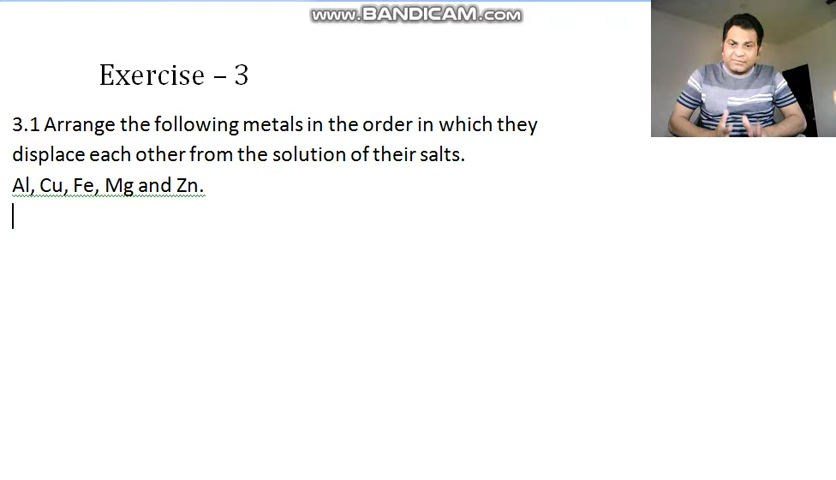 www.BANDICAM.com
Exercise – 3
3.1 Arrange the following metals in the order in which they
displace each other from the solution of their salts.
Al, Cu, Fe, Mg and Zn.